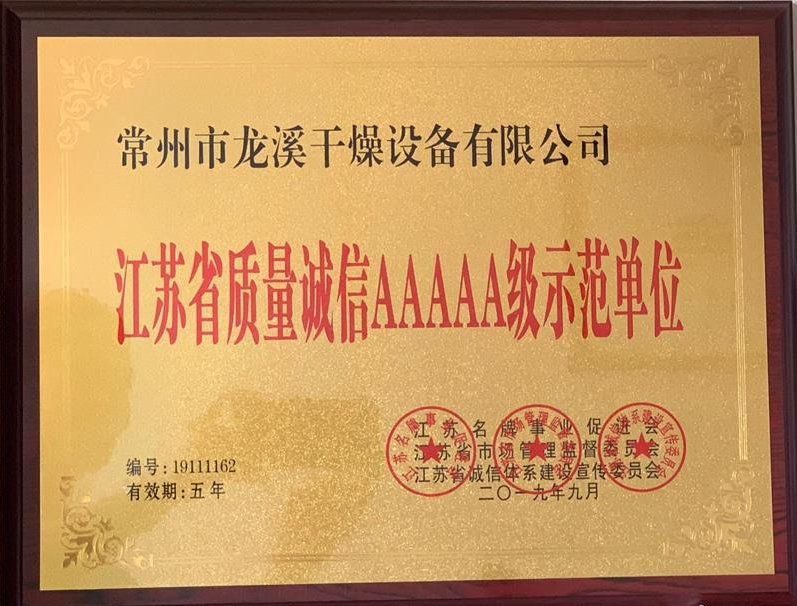 常州市龙溪干燥设备有限公司
江苏省质量诚信AAAAA级示范单位
编号:19111162
有效期:五年
江苏名牌事业促进会
江苏省市场管理监督委员会
江苏省诚信体系建设宣传委员会
二〇一九年九月